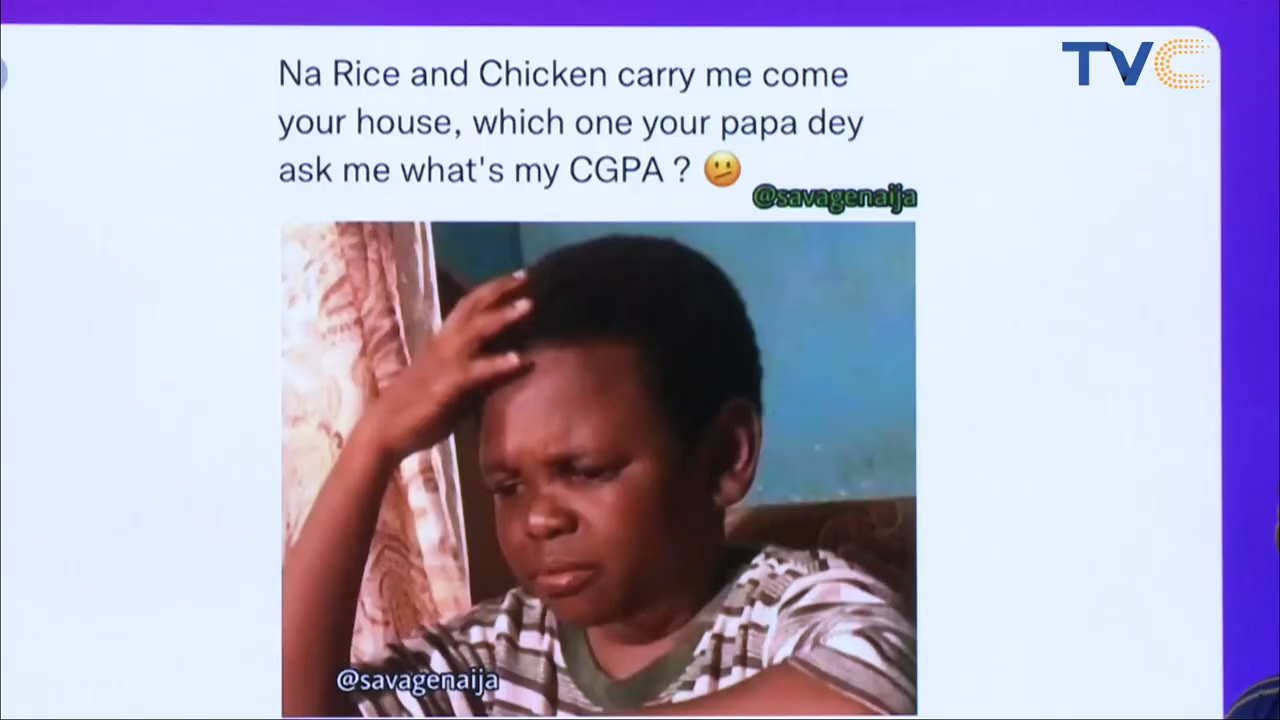 TVC
Na Rice and Chicken carry me come
your house, which one your papa dey
ask me what's my CGPA ? 🫤
@savagenaija
@savagenaija